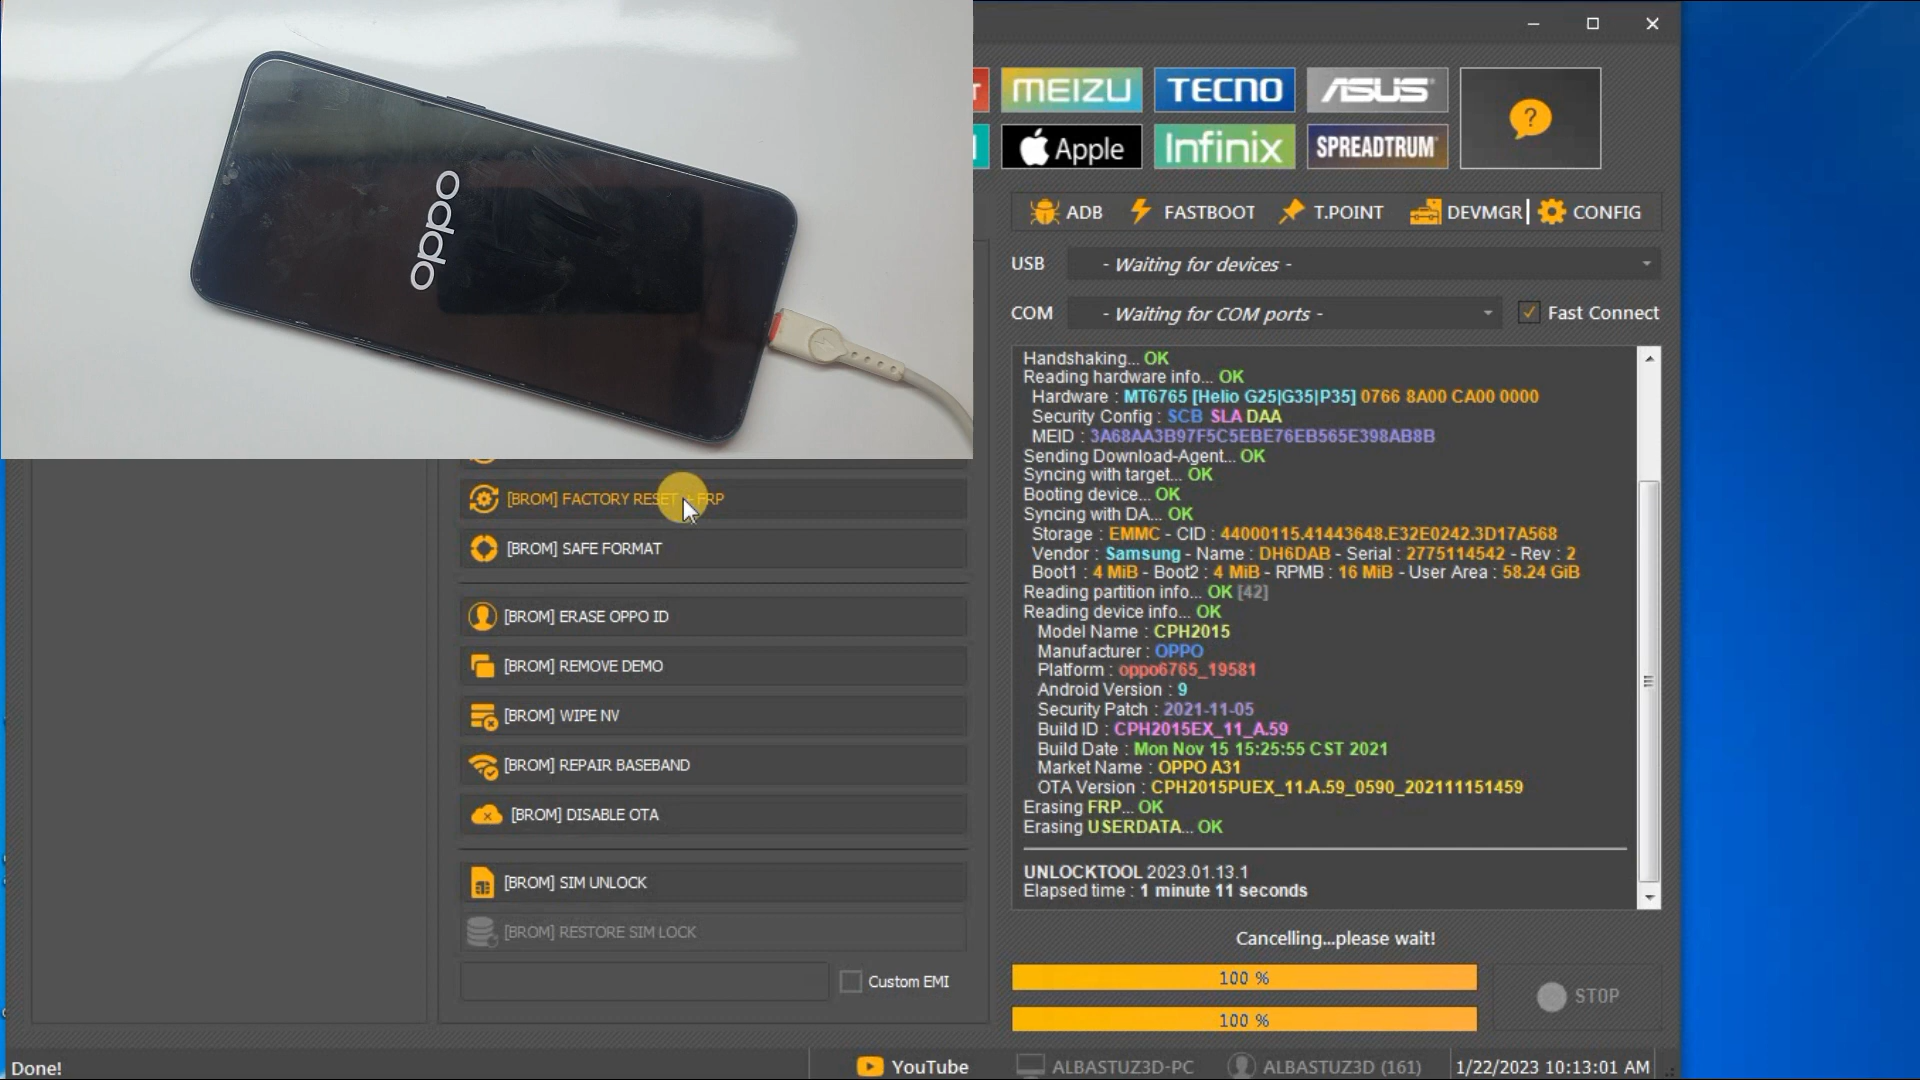 oppo
MEIZU
TECNO
ASUS
?
Apple
Infinix
SPREADTRUM
ADB
FASTBOOT
T.POINT
DEVMGR
CONFIG
USB
- Waiting for devices -
COM
- Waiting for COM ports -
Fast Connect
Handshaking... OK
Reading hardware info... OK
Hardware : MT6765 [Helio G25|G35|P35] 0766 8A00 CA00 0000
Security Config : SCB SLA DAA
MEID : 3A68AA3B97F5C5EBE76EB565E398AB8B
Sending Download-Agent... OK
Syncing with target... OK
Booting device... OK
Syncing with DA... OK
Storage : EMMC - CID : 44000115.41443648.E32E0242.3D17A568
Vendor : Samsung - Name : DH6DAB - Serial : 2775114542 - Rev : 2
Boot1 : 4 MiB - Boot2 : 4 MiB - RPMB : 16 MiB - User Area : 58.24 GiB
Reading partition info... OK [42]
Reading device info... OK
Model Name : CPH2015
Manufacturer : OPPO
Platform : oppo6765_19581
Android Version : 9
Security Patch : 2021-11-05
Build ID : CPH2015EX_11_A.59
Build Date : Mon Nov 15 15:25:55 CST 2021
Market Name : OPPO A31
OTA Version : CPH2015PUEX_11.A.59_0590_202111151459
Erasing FRP... OK
Erasing USERDATA... OK
UNLOCKTOOL 2023.01.13.1
Elapsed time : 1 minute 11 seconds
Cancelling...please wait!
100 %
100 %
STOP
[BROM] FACTORY RESET + FRP
[BROM] SAFE FORMAT
[BROM] ERASE OPPO ID
[BROM] REMOVE DEMO
[BROM] WIPE NV
[BROM] REPAIR BASEBAND
[BROM] DISABLE OTA
[BROM] SIM UNLOCK
[BROM] RESTORE SIM LOCK
Custom EMI
Done!
YouTube
ALBASTUZ3D-PC
ALBASTUZ3D (161)
1/22/2023 10:13:01 AM